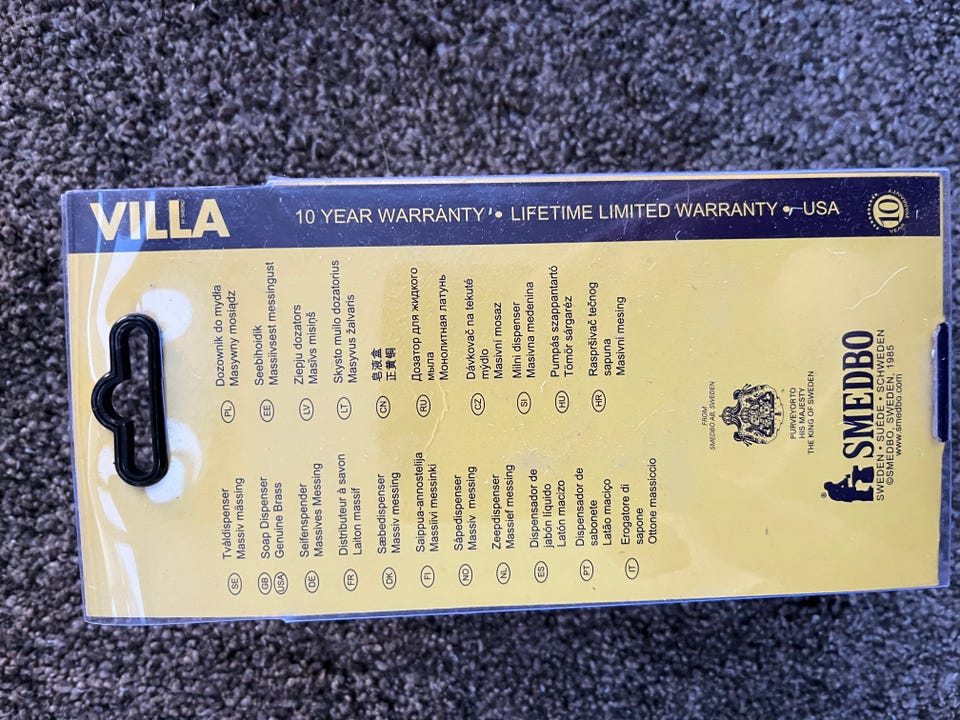 VILLA
10 YEAR WARRANTY • LIFETIME LIMITED WARRANTY • USA
10
YEAR
WARRANTY
SE Tvåldispenser
Massiv mässing
GB Soap Dispenser
USA Genuine Brass
DE Seifenspender
Massives Messing
FR Distributeur à savon
Laiton massif
DK Sæbedispenser
Massiv messing
FI Saippua-annostelija
Massiivi messinki
NO Såpedispenser
Massiv messing
NL Zeepdispenser
Massief messing
ES Dispensador de
jabón líquido
Latón macizo
PT Dispensador de
sabonete
Latão maciço
IT Erogatore di
sapone
Ottone massiccio
PL Dozownik do mydła
Masywny mosiądz
EE Seebihoidik
Massiivsest messingust
LV Ziepju dozators
Masīvs misiņš
LT Skysto muilo dozatorius
Masyvus žalvaris
CN 皂液盒
正黄铜
RU Дозатор для жидкого
мыла
Монолитная латунь
CZ Dávkovač na tekuté
mýdlo
Masivní mosaz
SI Milni dispenser
Masivna medenina
HU Pumpás szappantartó
Tömör sárgaréz
HR Raspršivač tečnog
sapuna
Masivni mesing
FROM
SMEDBO AB, SWEDEN
PURVEYOR TO
HIS MAJESTY
THE KING OF SWEDEN
® SMEDBO
SWEDEN • SUÈDE • SCHWEDEN
©SMEDBO, SWEDEN, 1985
www.smedbo.com